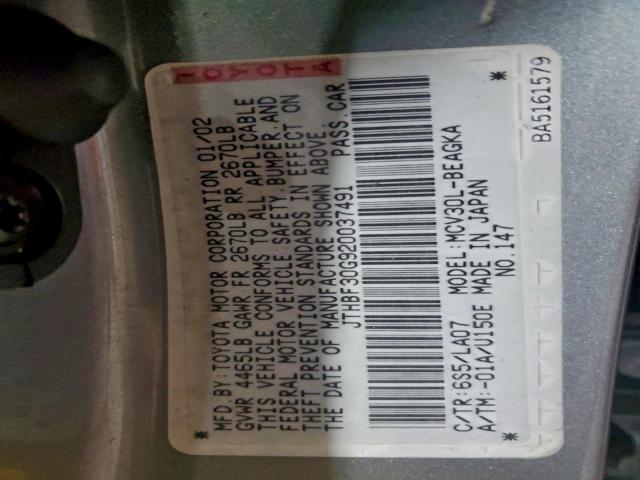 TOYOTA
MFD BY:TOYOTA MOTOR CORPORATION 01/02
GVWR 4465LB GAWR FR 2670LB RR 2670LB
THIS VEHICLE CONFORMS TO ALL APPLICABLE
FEDERAL MOTOR VEHICLE SAFETY,BUMPER,AND
THEFT PREVENTION STANDARDS IN EFFECT ON
THE DATE OF MANUFACTURE SHOWN ABOVE.
JTHBF30G920037491 PASS.CAR
* *
C/TR:6S5/LA07 MODEL:MCV30L-BEAGKA
A/TM:-01A/U150E MADE IN JAPAN
NO.147
BA5161579